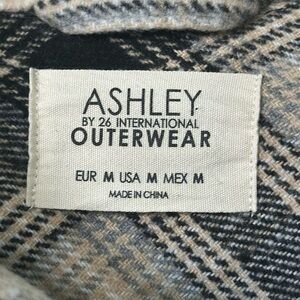 ASHLEY
BY 26 INTERNATIONAL
OUTERWEAR
EUR M USA M MEX M
MADE IN CHINA